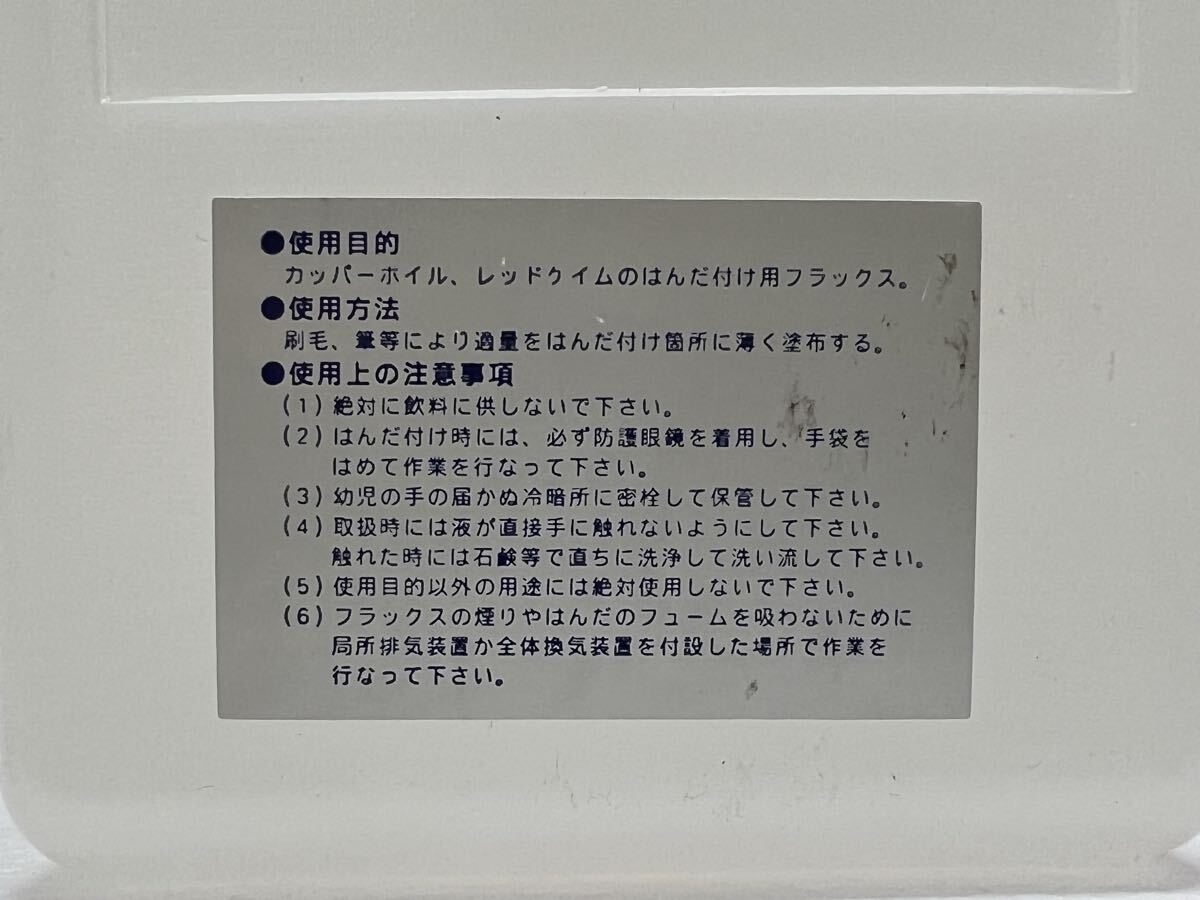 ●使用目的
カッパーホイル、レッドケイムのはんだ付け用フラックス。
●使用方法
刷毛、筆等により適量をはんだ付け箇所に薄く塗布する。
●使用上の注意事項
(1)絶対に飲料に供しないで下さい。
(2)はんだ付け時には、必ず防護眼鏡を着用し、手袋を
はめて作業を行なって下さい。
(3)幼児の手の届かぬ冷暗所に密栓して保管して下さい。
(4)取扱時には液が直接手に触れないようにして下さい。
触れた時には石鹸等で直ちに洗浄して洗い流して下さい。
(5)使用目的以外の用途には絶対使用しないで下さい。
(6)フラックスの煙りやはんだのフュームを吸わないために
局所排気装置か全体換気装置を付設した場所で作業を
行なって下さい。